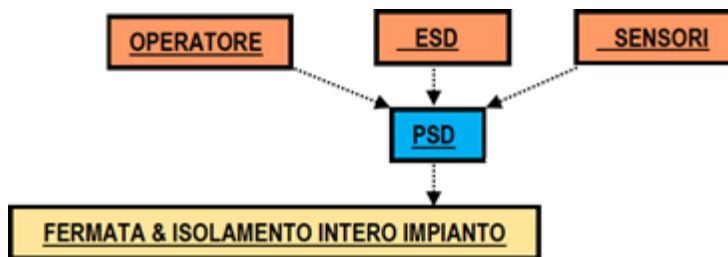 OPERATORE
ESD
SENSORI
PSD
FERMATA & ISOLAMENTO INTERO IMPIANTO